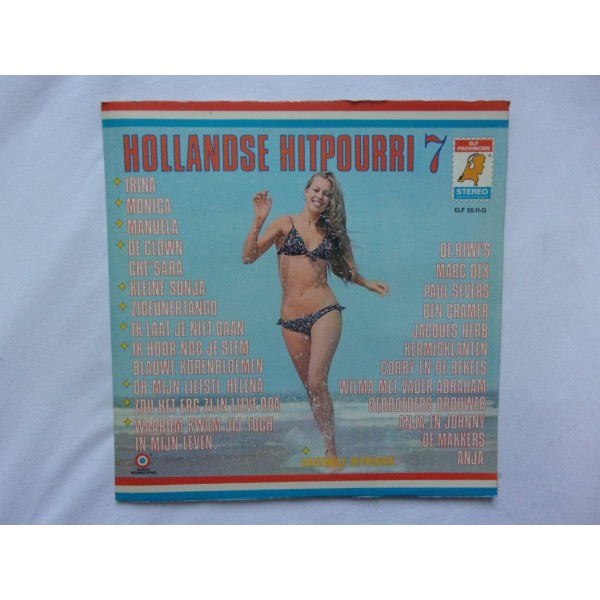 HOLLANDSE HITPOURRI 7
ELF PROVINCIEN
STEREO
ELF 55.11-G
IRINA
MONICA
MANUELA
DE CLOWN
CHE SARA
KLEINE SONJA
ZIGEUNERTANGO
IK LAAT JE NIET GAAN
IK HOOR NOG JE STEM
BLAUWE KORENBLOEMEN
OH MIJN LIEFSTE HELENA
ZOU HET ERG ZIJN LIEVE OPA
WAAROM KWAM JIJ TOCH
IN MIJN LEVEN
DE RIWI'S
MARC DEX
PAUL SEVERS
BEN CRAMER
JACQUES HERB
KERMISKLANTEN
CORRY EN DE REKELS
WILMA MET VADER ABRAHAM
GEBROEDERS BROUWER
ANJA EN JOHNNY
DE MAKKERS
ANJA